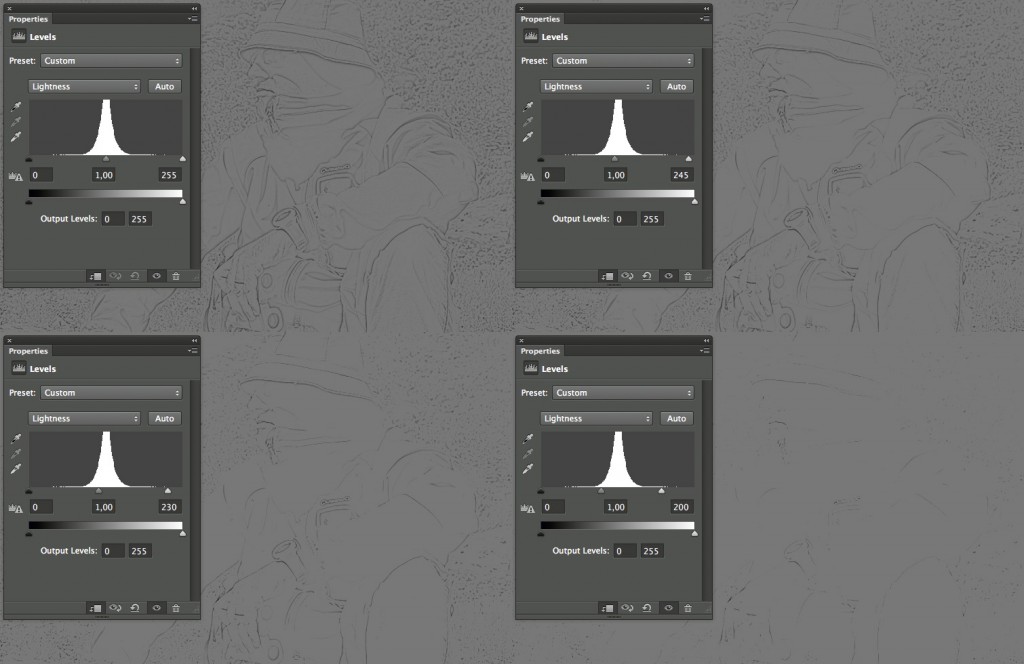 Properties
Levels
Preset: Custom
Lightness Auto
0 1,00 255
Output Levels: 0 255
Properties
Levels
Preset: Custom
Lightness Auto
0 1,00 245
Output Levels: 0 255
Properties
Levels
Preset: Custom
Lightness Auto
0 1,00 230
Output Levels: 0 255
Properties
Levels
Preset: Custom
Lightness Auto
0 1,00 200
Output Levels: 0 255